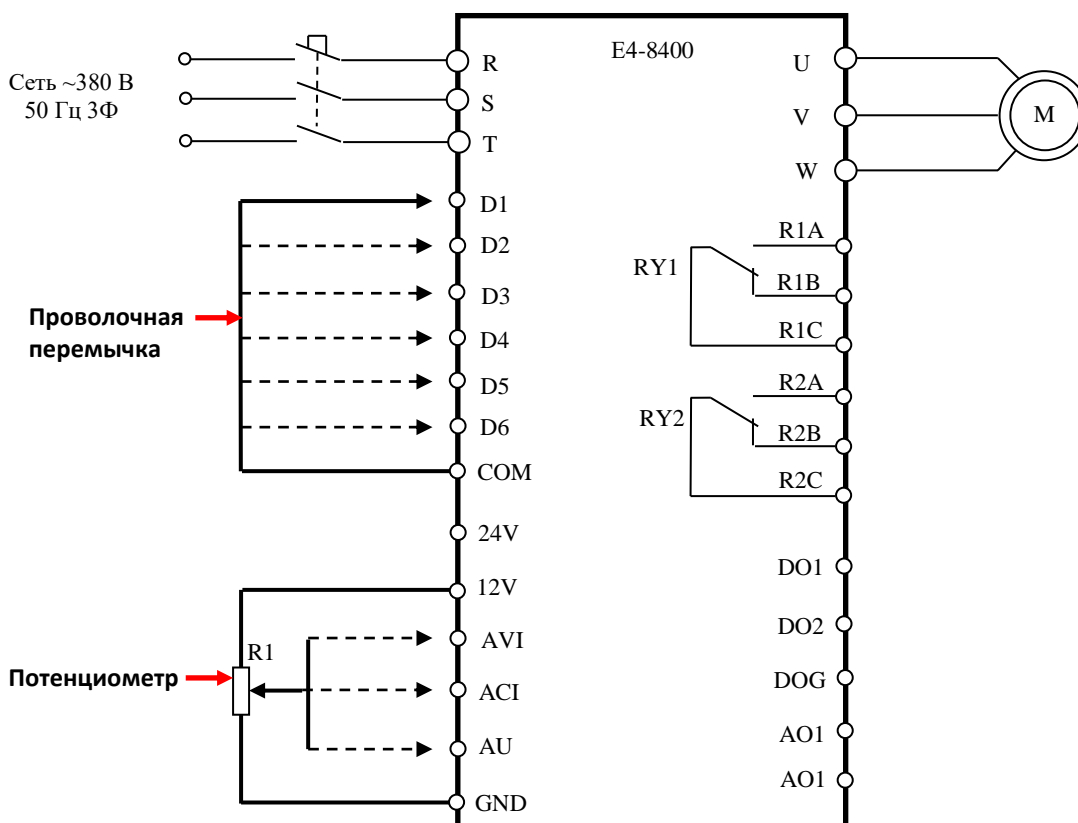 E4-8400
Сеть ~380 В
50 Гц 3Ф
R
S
T
U
V
W
M
D1
D2
D3
D4
D5
D6
COM
Проволочная
перемычка
24V
12V
AVI
ACI
AU
GND
R1
Потенциометр
RY1
R1A
R1B
R1C
RY2
R2A
R2B
R2C
DO1
DO2
DOG
AO1
AO1